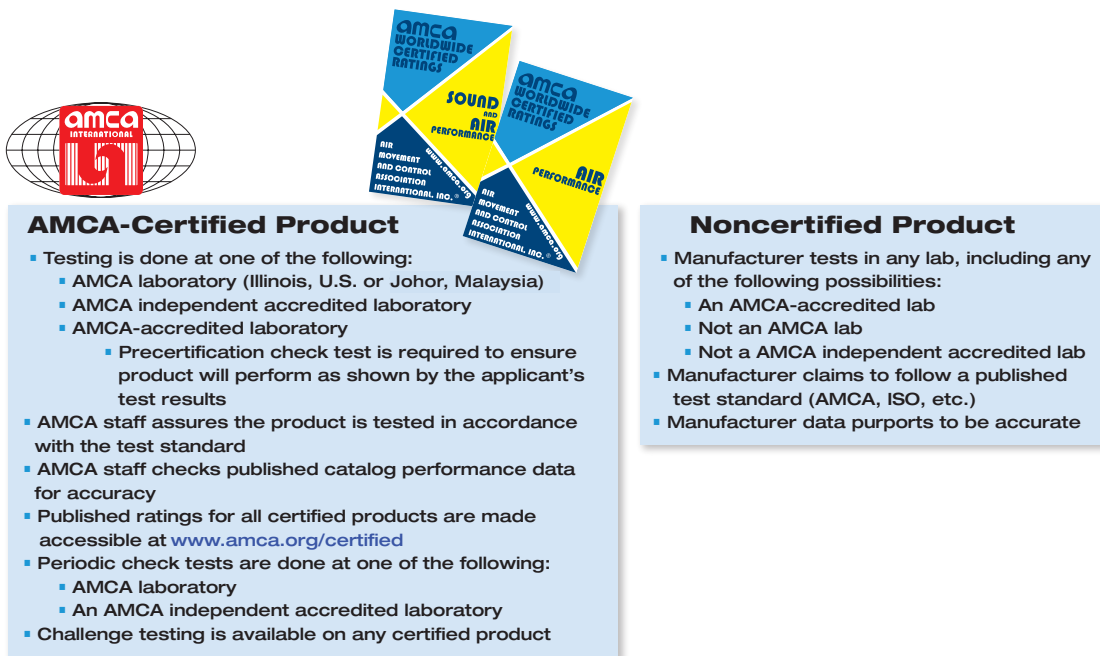 amca
INTERNATIONAL
amca
WORLDWIDE
CERTIFIED
RATINGS
SOUND
AND
AIR
PERFORMANCE
AIR
MOVEMENT
AND CONTROL
ASSOCIATION
INTERNATIONAL, INC.®
www.amca.org
amca
WORLDWIDE
CERTIFIED
RATINGS
AIR
PERFORMANCE
AIR
MOVEMENT
AND CONTROL
ASSOCIATION
INTERNATIONAL, INC.®
www.amca.org
AMCA-Certified Product
▪ Testing is done at one of the following:
▪ AMCA laboratory (Illinois, U.S. or Johor, Malaysia)
▪ AMCA independent accredited laboratory
▪ AMCA-accredited laboratory
▪ Precertification check test is required to ensure
product will perform as shown by the applicant's
test results
▪ AMCA staff assures the product is tested in accordance
with the test standard
▪ AMCA staff checks published catalog performance data
for accuracy
▪ Published ratings for all certified products are made
accessible at www.amca.org/certified
▪ Periodic check tests are done at one of the following:
▪ AMCA laboratory
▪ An AMCA independent accredited laboratory
▪ Challenge testing is available on any certified product
Noncertified Product
▪ Manufacturer tests in any lab, including any
of the following possibilities:
▪ An AMCA-accredited lab
▪ Not an AMCA lab
▪ Not a AMCA independent accredited lab
▪ Manufacturer claims to follow a published
test standard (AMCA, ISO, etc.)
▪ Manufacturer data purports to be accurate